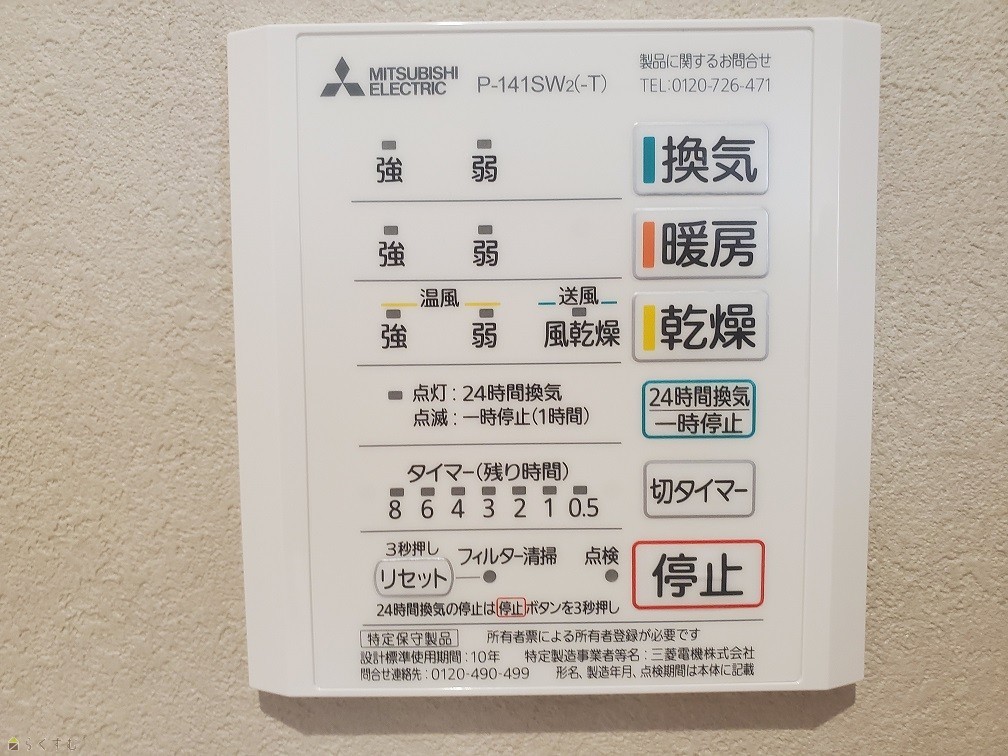 MITSUBISHI ELECTRIC P-141SW2(-T)
製品に関するお問合せ
TEL:0120-726-471
強 弱 換気
強 弱 暖房
温風 送風
強 弱 風乾燥 乾燥
点灯:24時間換気
点滅:一時停止(1時間)
24時間換気
一時停止
タイマー(残り時間)
8 6 4 3 2 1 0.5
切タイマー
3秒押し
リセット フィルター清掃 点検
停止
24時間換気の停止は停止ボタンを3秒押し
特定保守製品 所有者票による所有者登録が必要です
設計標準使用期間:10年 特定製造事業者等名:三菱電機株式会社
問合せ連絡先:0120-490-499 形名、製造年月、点検期間は本体に記載
らくすむ